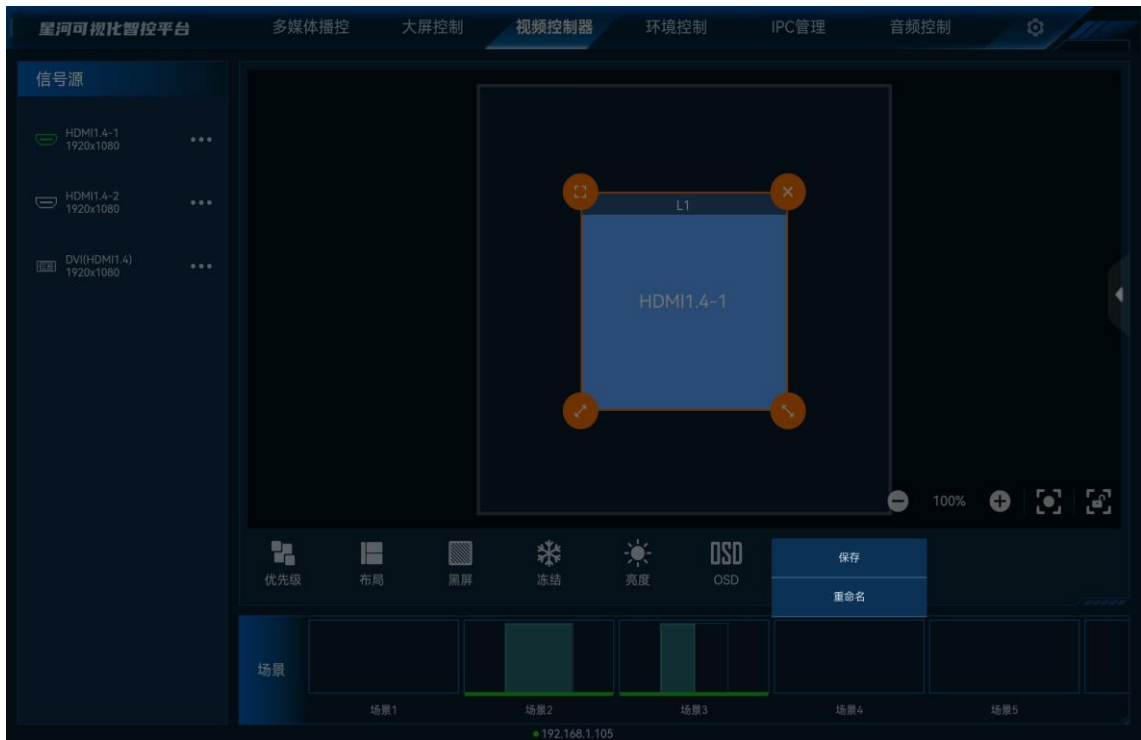 星河可视化智控平台
多媒体播控
大屏控制
视频控制器
环境控制
IPC管理
音频控制
信号源
HDMI1.4-1
1920x1080
HDMI1.4-2
1920x1080
DVI(HDMI1.4)
1920x1080
L1
HDMI1.4-1
100%
优先级
布局
黑屏
冻结
亮度
OSD
OSD
保存
重命名
场景
场景1
场景2
场景3
场景4
场景5
192.168.1.105